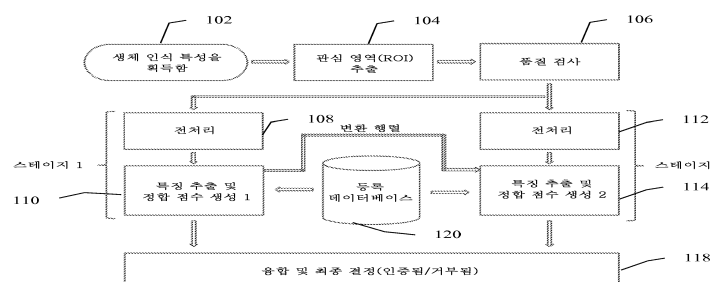 102
104
106
생체 인식 특성을
획득함
관심 영역(ROI)
추출
품질 검사
108
112
전처리
변환 행렬
전처리
스테이지 1
스테이지
110
특징 추출 및
정합 점수 생성 1
등록
데이터베이스
특징 추출 및
정합 점수 생성 2
114
120
118
융합 및 최종 결정(인증됨/거부됨)